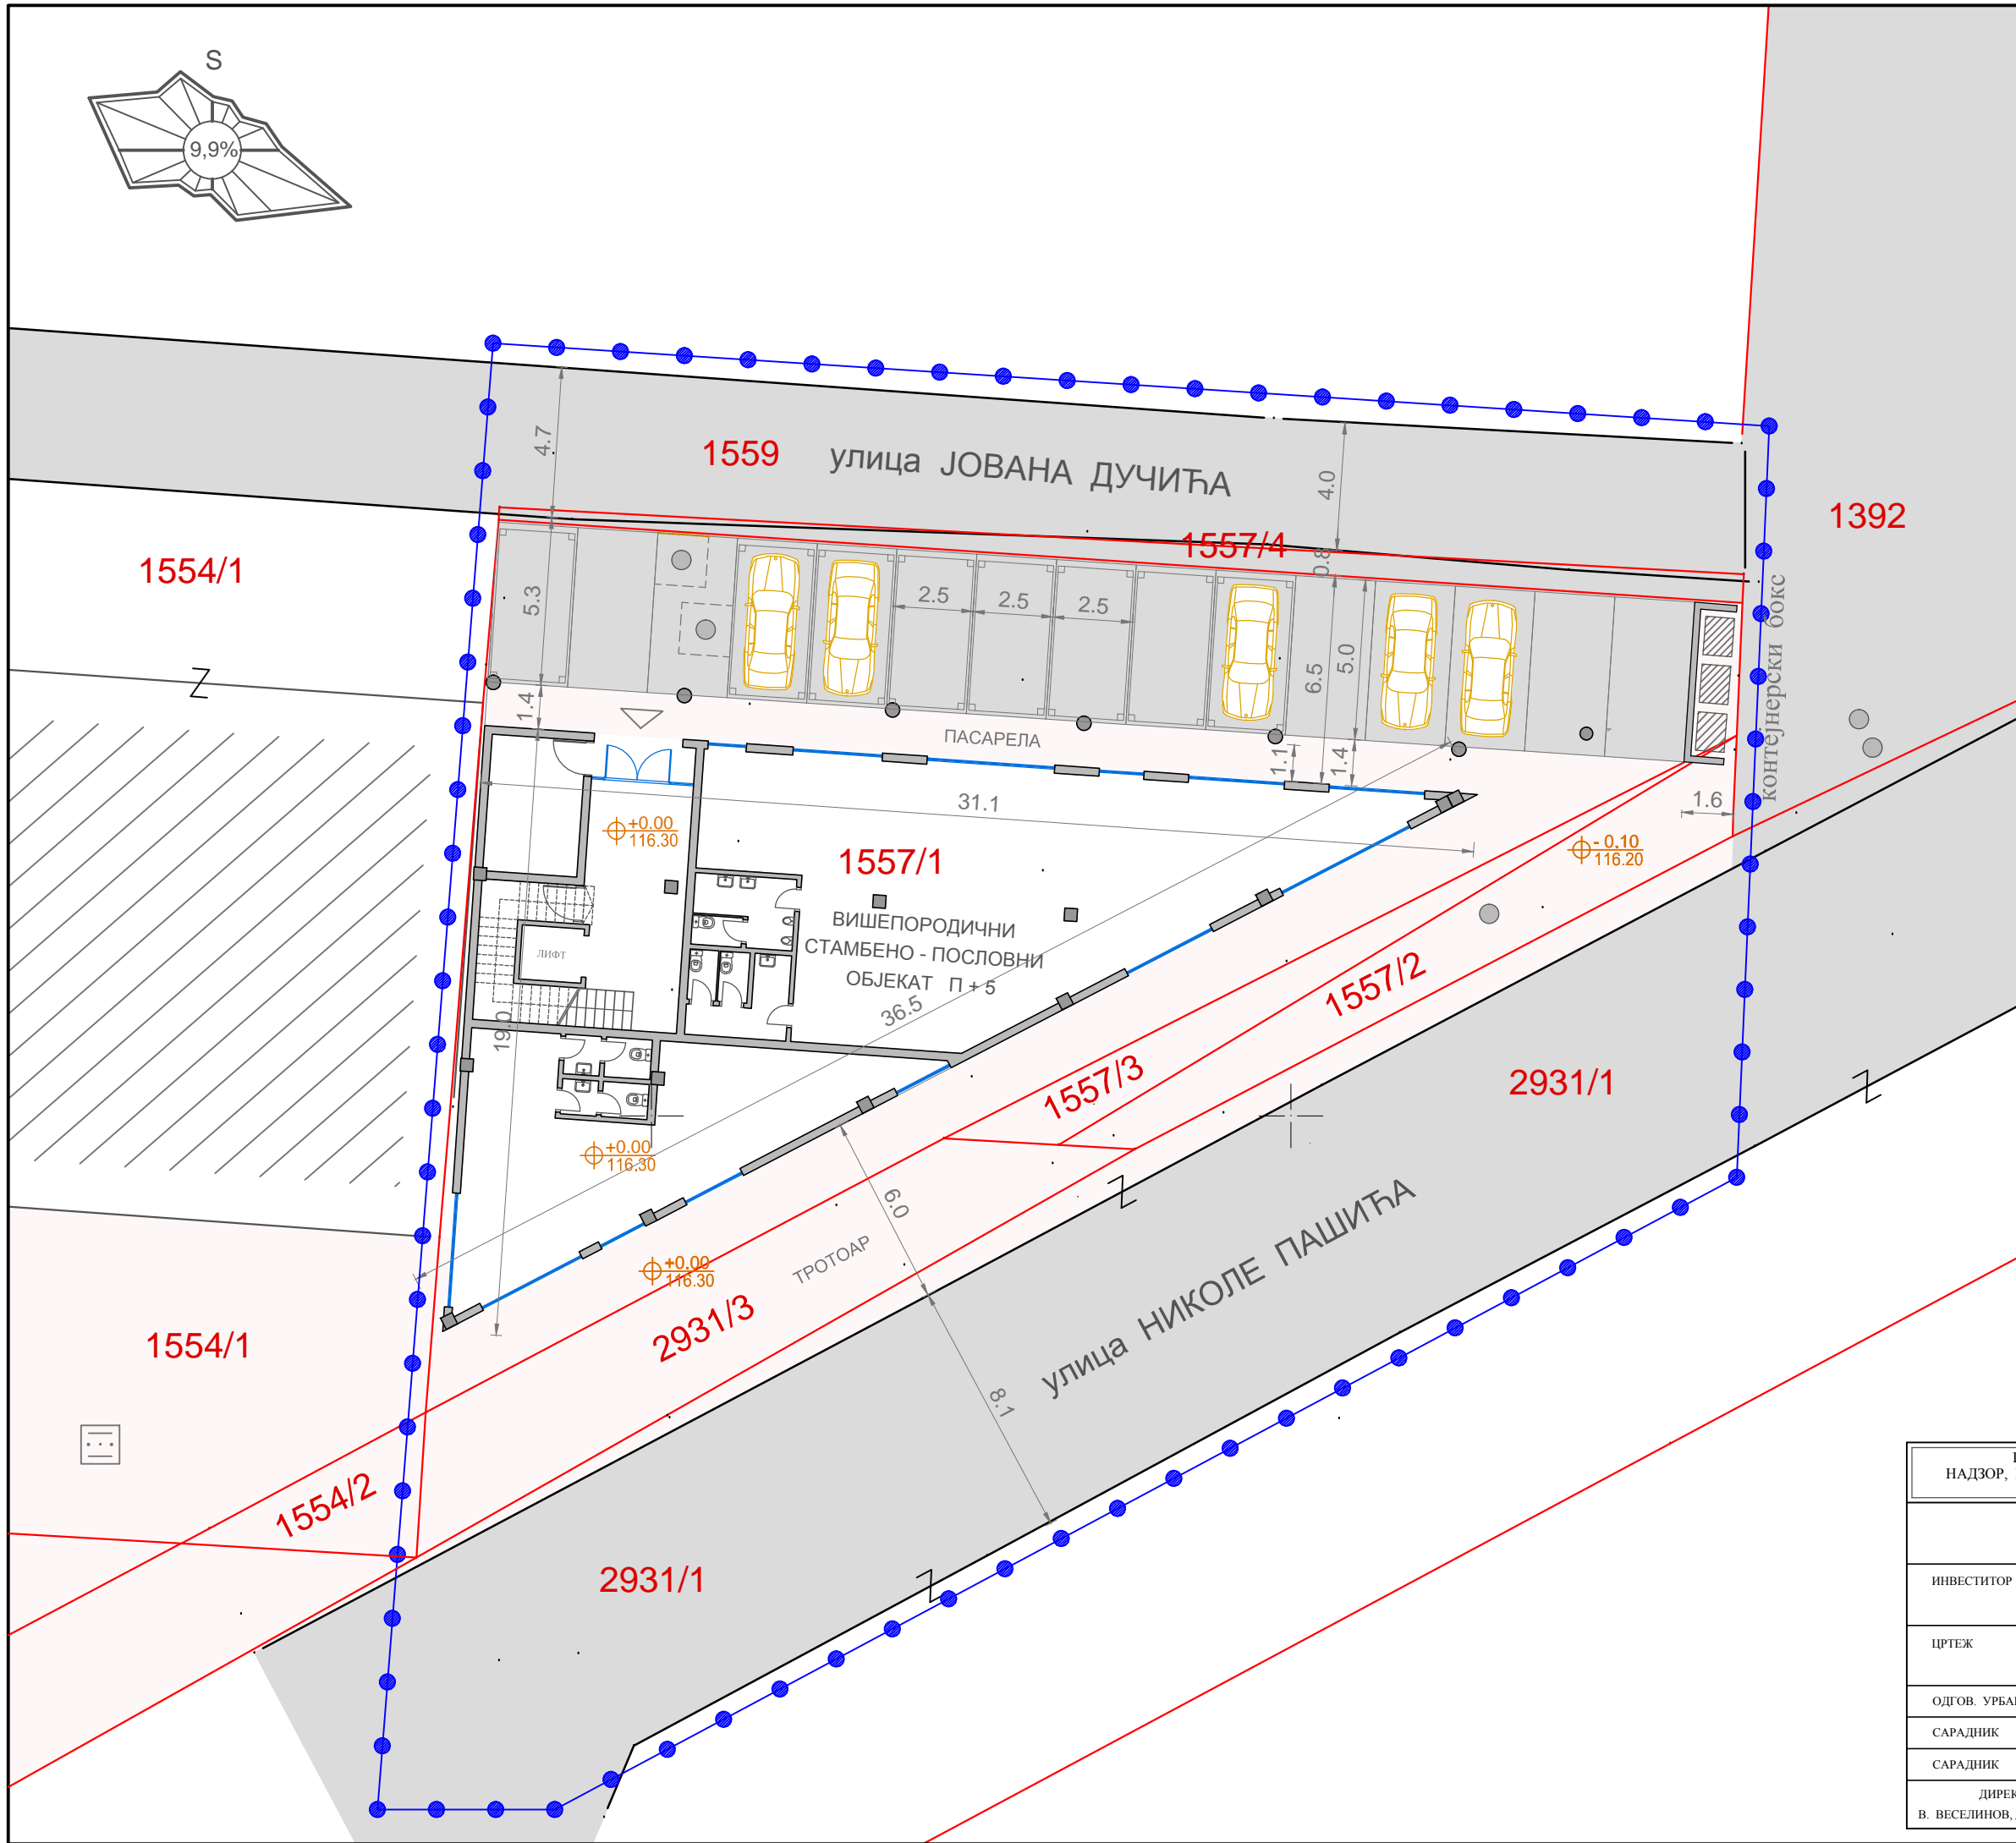 S
9,9%
4.7
1559
улица ЈОВАНА ДУЧИЋА
4.0
1392
1557/4
0.8
1554/1
5.3
2.5
2.5
2.5
6.5
5.0
контејнерски бокс
1.4
ПАСАРЕЛА
1.1
1.4
31.1
1.6
+0.00
116.30
- 0.10
116.20
1557/1
ВИШЕПОРОДИЧНИ
СТАМБЕНО - ПОСЛОВНИ
ОБЈЕКАТ П + 5
ЛИФТ
36.5
19.0
1557/2
1557/3
2931/1
+0.00
116.30
6.0
ТРОТОАР
+0.00
116.30
улица НИКОЛЕ ПАШИЋА
2931/3
1554/1
8.1
1554/2
2931/1
НАДЗОР,
ИНВЕСТИТОР
ЦРТЕЖ
ОДГОВ.
САРАДНИК
САРАДНИК
В. ВЕСЕЛИНОВ,